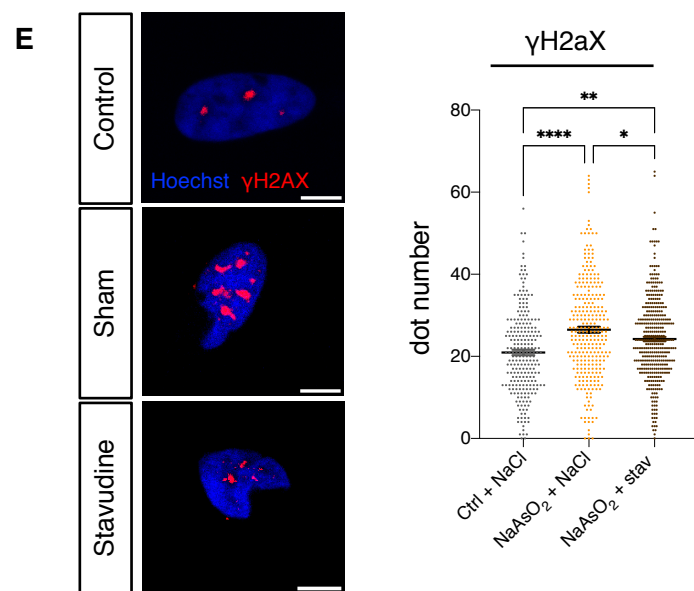 E
Control
Hoechst γH2AX
Sham
Stavudine
γH2aX
**
**** *
80
60
40
20
0
dot number
Ctrl + NaCl
NaAsO₂ + NaCl
NaAsO₂ + stav